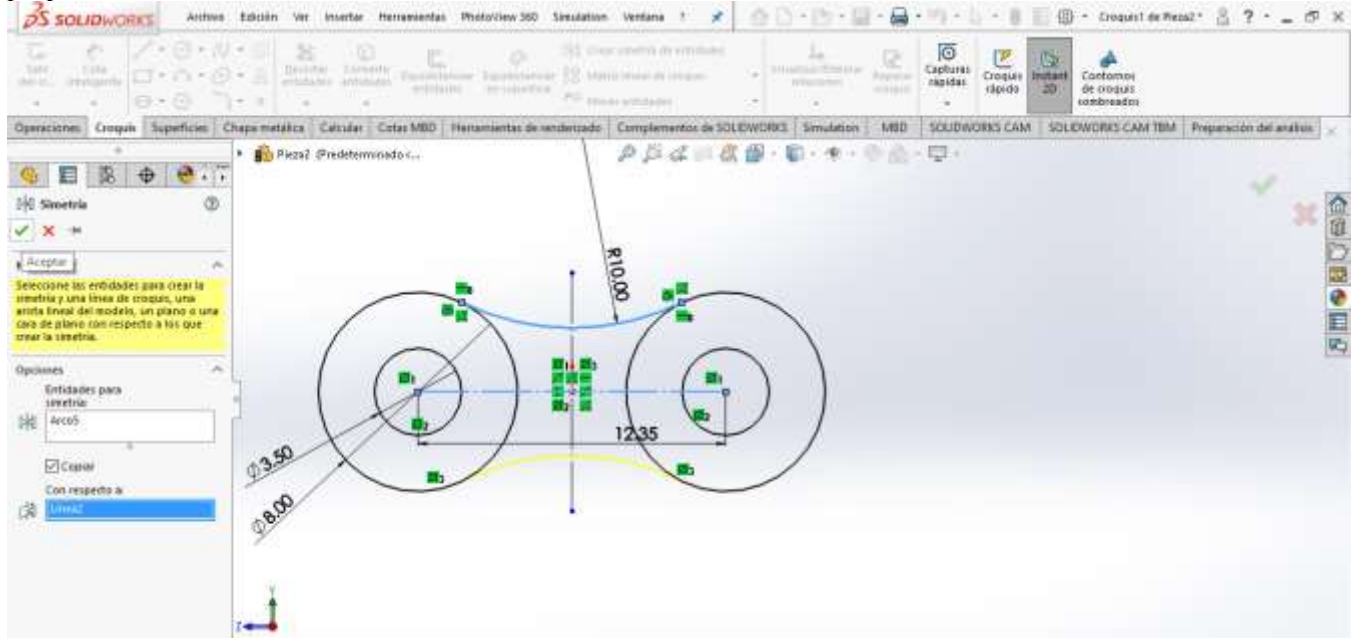 SOLIDWORKS Archivo Edición Ver Insertar Herramientas PhotoView 360 Simulation Ventana ? Croquis1 de Pieza2 *
Capturas rápidas
Croquis rápido
Instant 2D
Contornos de croquis sombreados
Operaciones Croquis Superficies Chapa metálica Calcular Cotas MBD Herramientas de renderizado Complementos de SOLIDWORKS Simulation MBD SOLIDWORKS CAM SOLIDWORKS CAM TBM Preparación del análisis
Pieza2 (Predeterminado<...
Simetría
Aceptar
Seleccione las entidades para crear la
simetría y una línea de croquis, una
arista lineal del modelo, un plano o una
cara de plano con respecto a los que
crear la simetría.
Opciones
Entidades para
simetría:
Arco5
Copiar
Con respecto a:
Línea2
R10.00
12.35
∅3.50
∅8.00
Y
Z